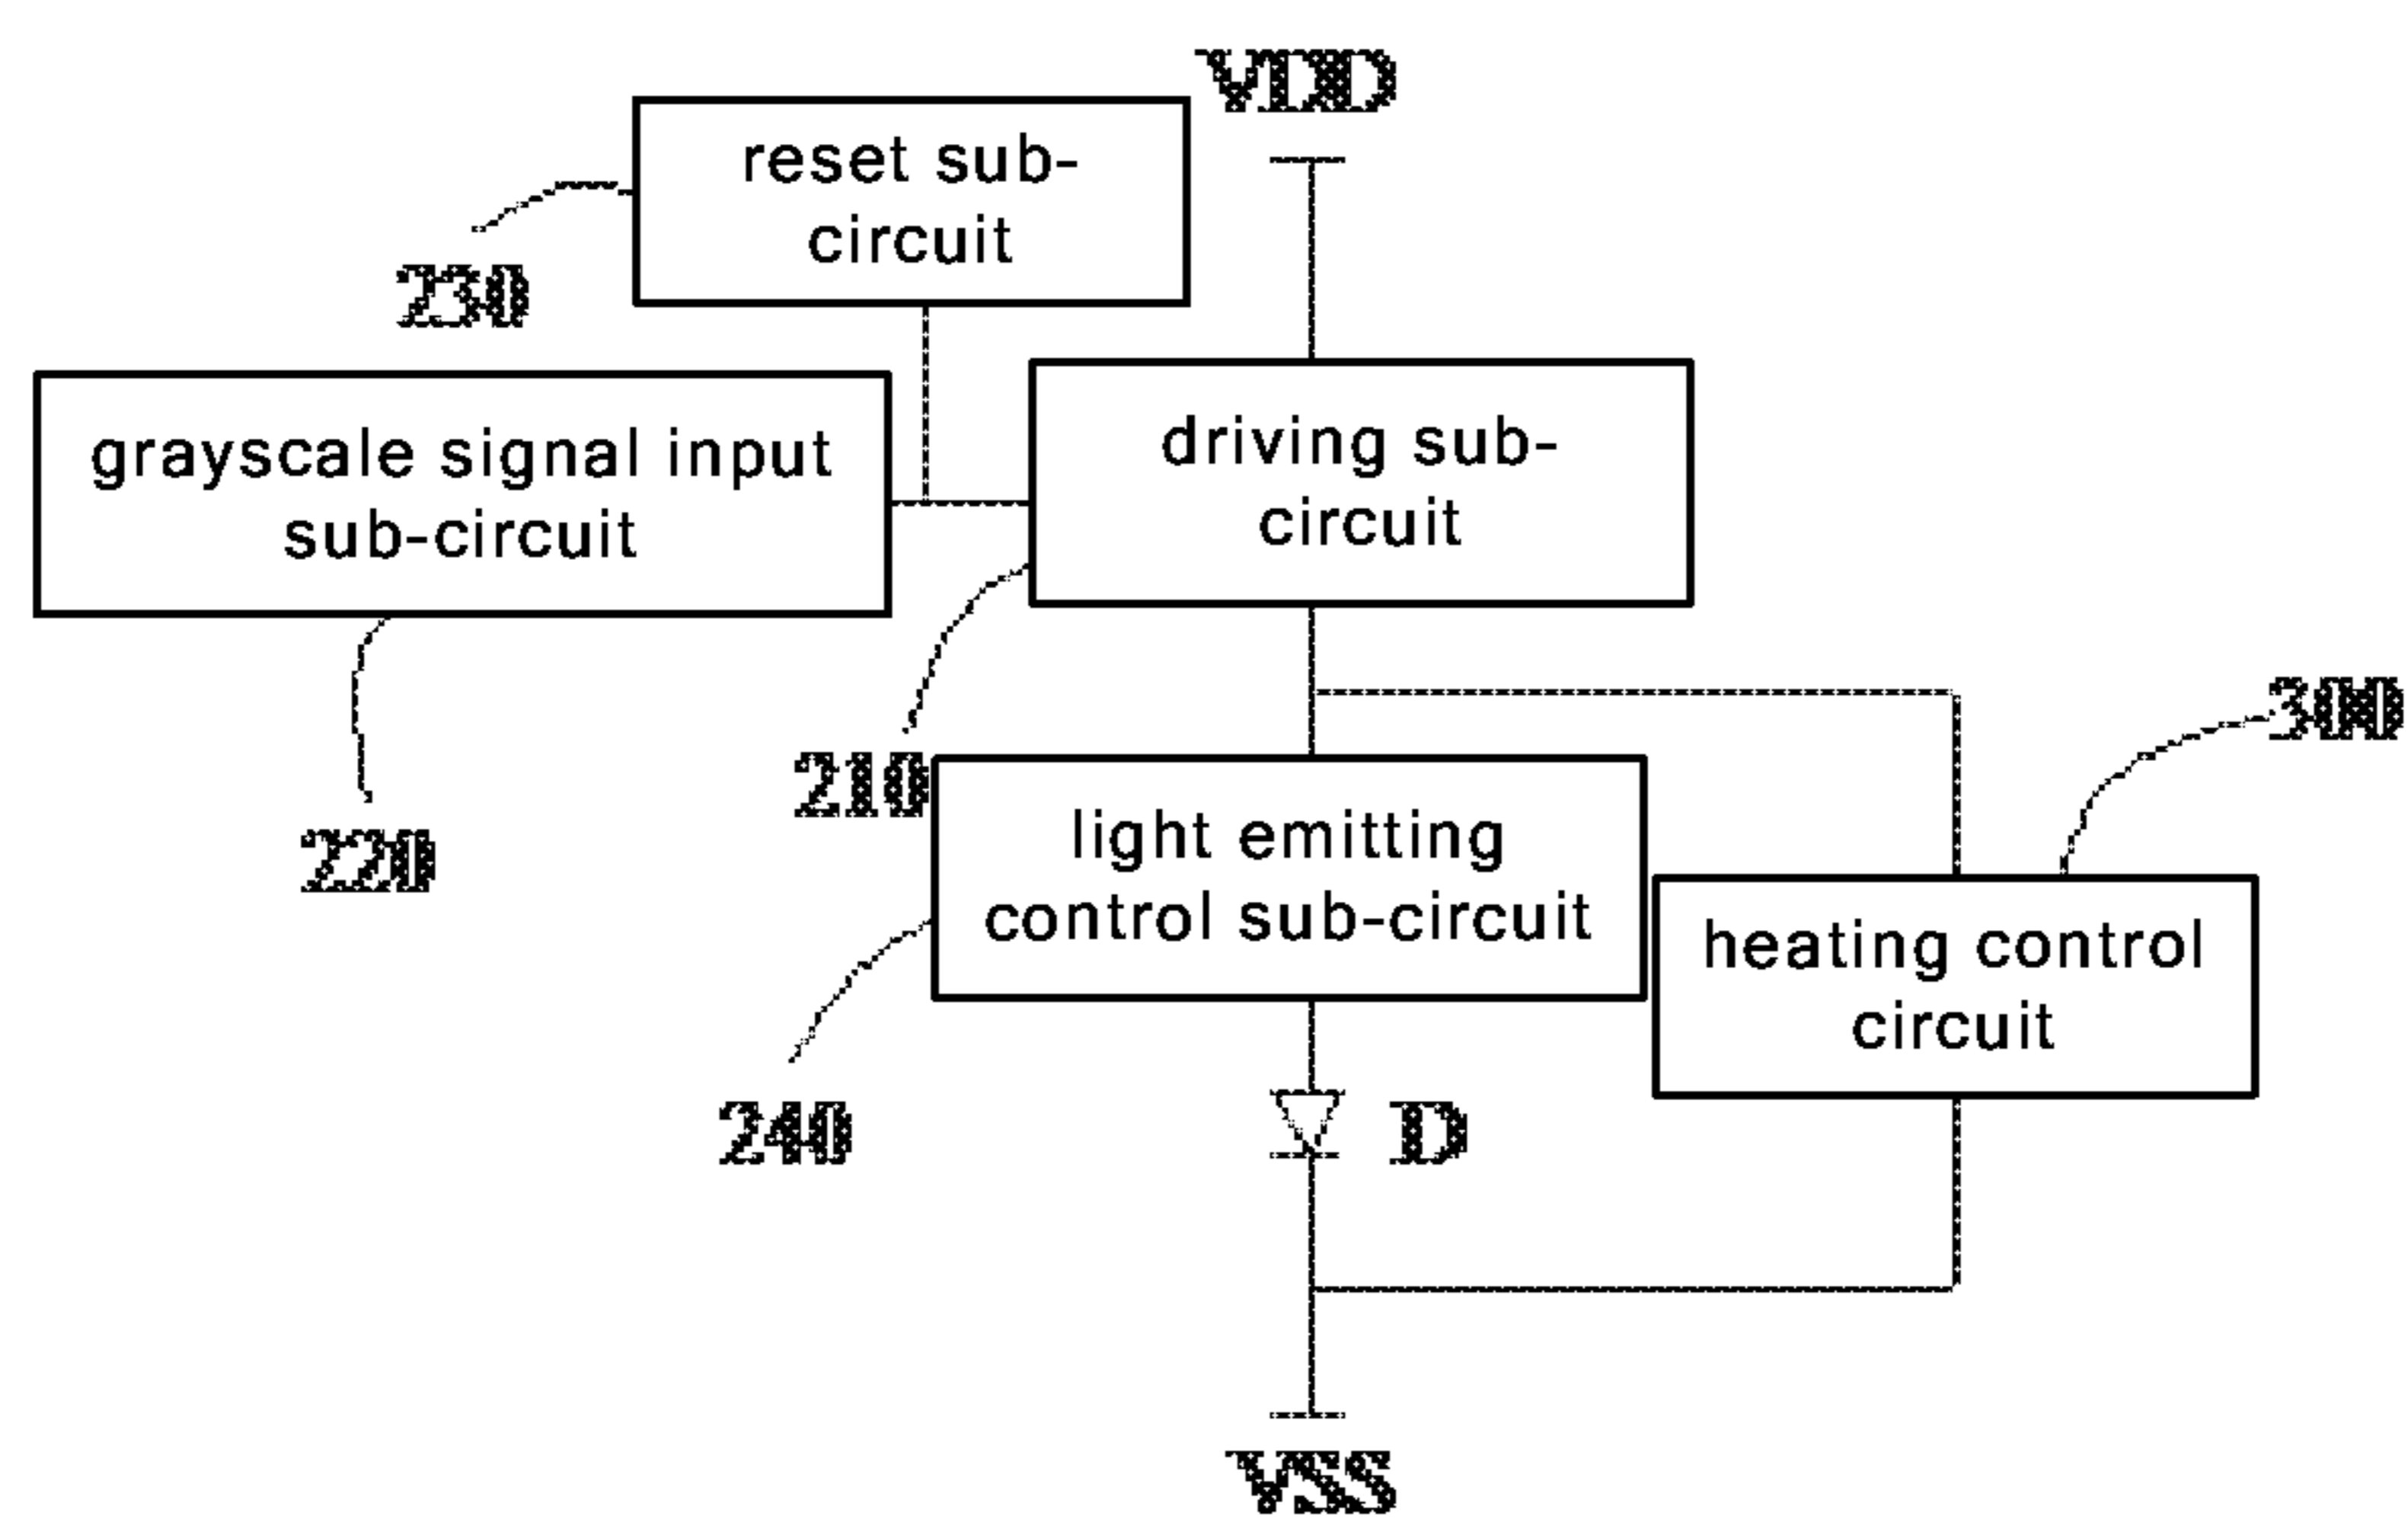 VDD
reset sub-
circuit
230
grayscale signal input
sub-circuit
driving sub-
circuit
300
210
light emitting
control sub-circuit
220
heating control
circuit
240
D
VSS